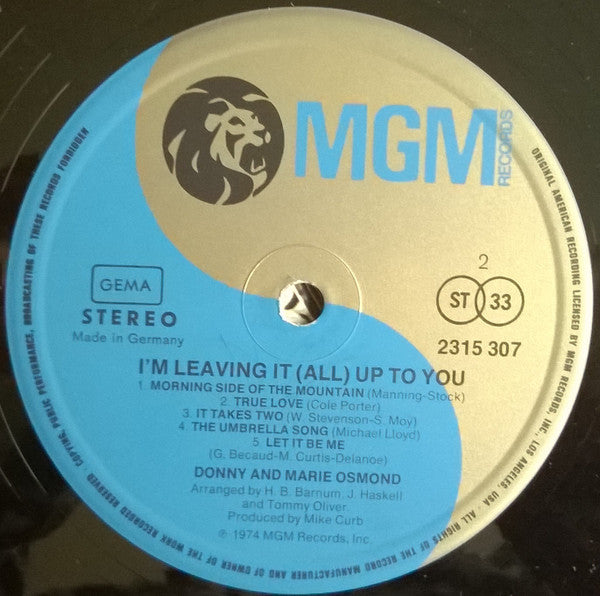 MGM
RECORDS
GEMA
STEREO
Made in Germany
2
ST 33
2315 307
I'M LEAVING IT (ALL) UP TO YOU
1. MORNING SIDE OF THE MOUNTAIN (Manning-Stock)
2. TRUE LOVE (Cole Porter)
3. IT TAKES TWO (W. Stevenson-S. Moy)
4. THE UMBRELLA SONG (Michael Lloyd)
5. LET IT BE ME
(G. Becaud-M. Curtis-Delanoe)
DONNY AND MARIE OSMOND
Arranged by H. B. Barnum, J. Haskell
and Tommy Oliver
Produced by Mike Curb
℗ 1974 MGM Records, Inc.
ORIGINAL AMERICAN RECORDING LICENSED BY MGM RECORDS, INC., LOS ANGELES, USA · ALL RIGHTS OF THE RECORD MANUFACTURER AND OF OWNER OF THE WORK RECORDED RESERVED · COPYING, PUBLIC PERFORMANCE, BROADCASTING OF THESE RECORDS FORBIDDEN